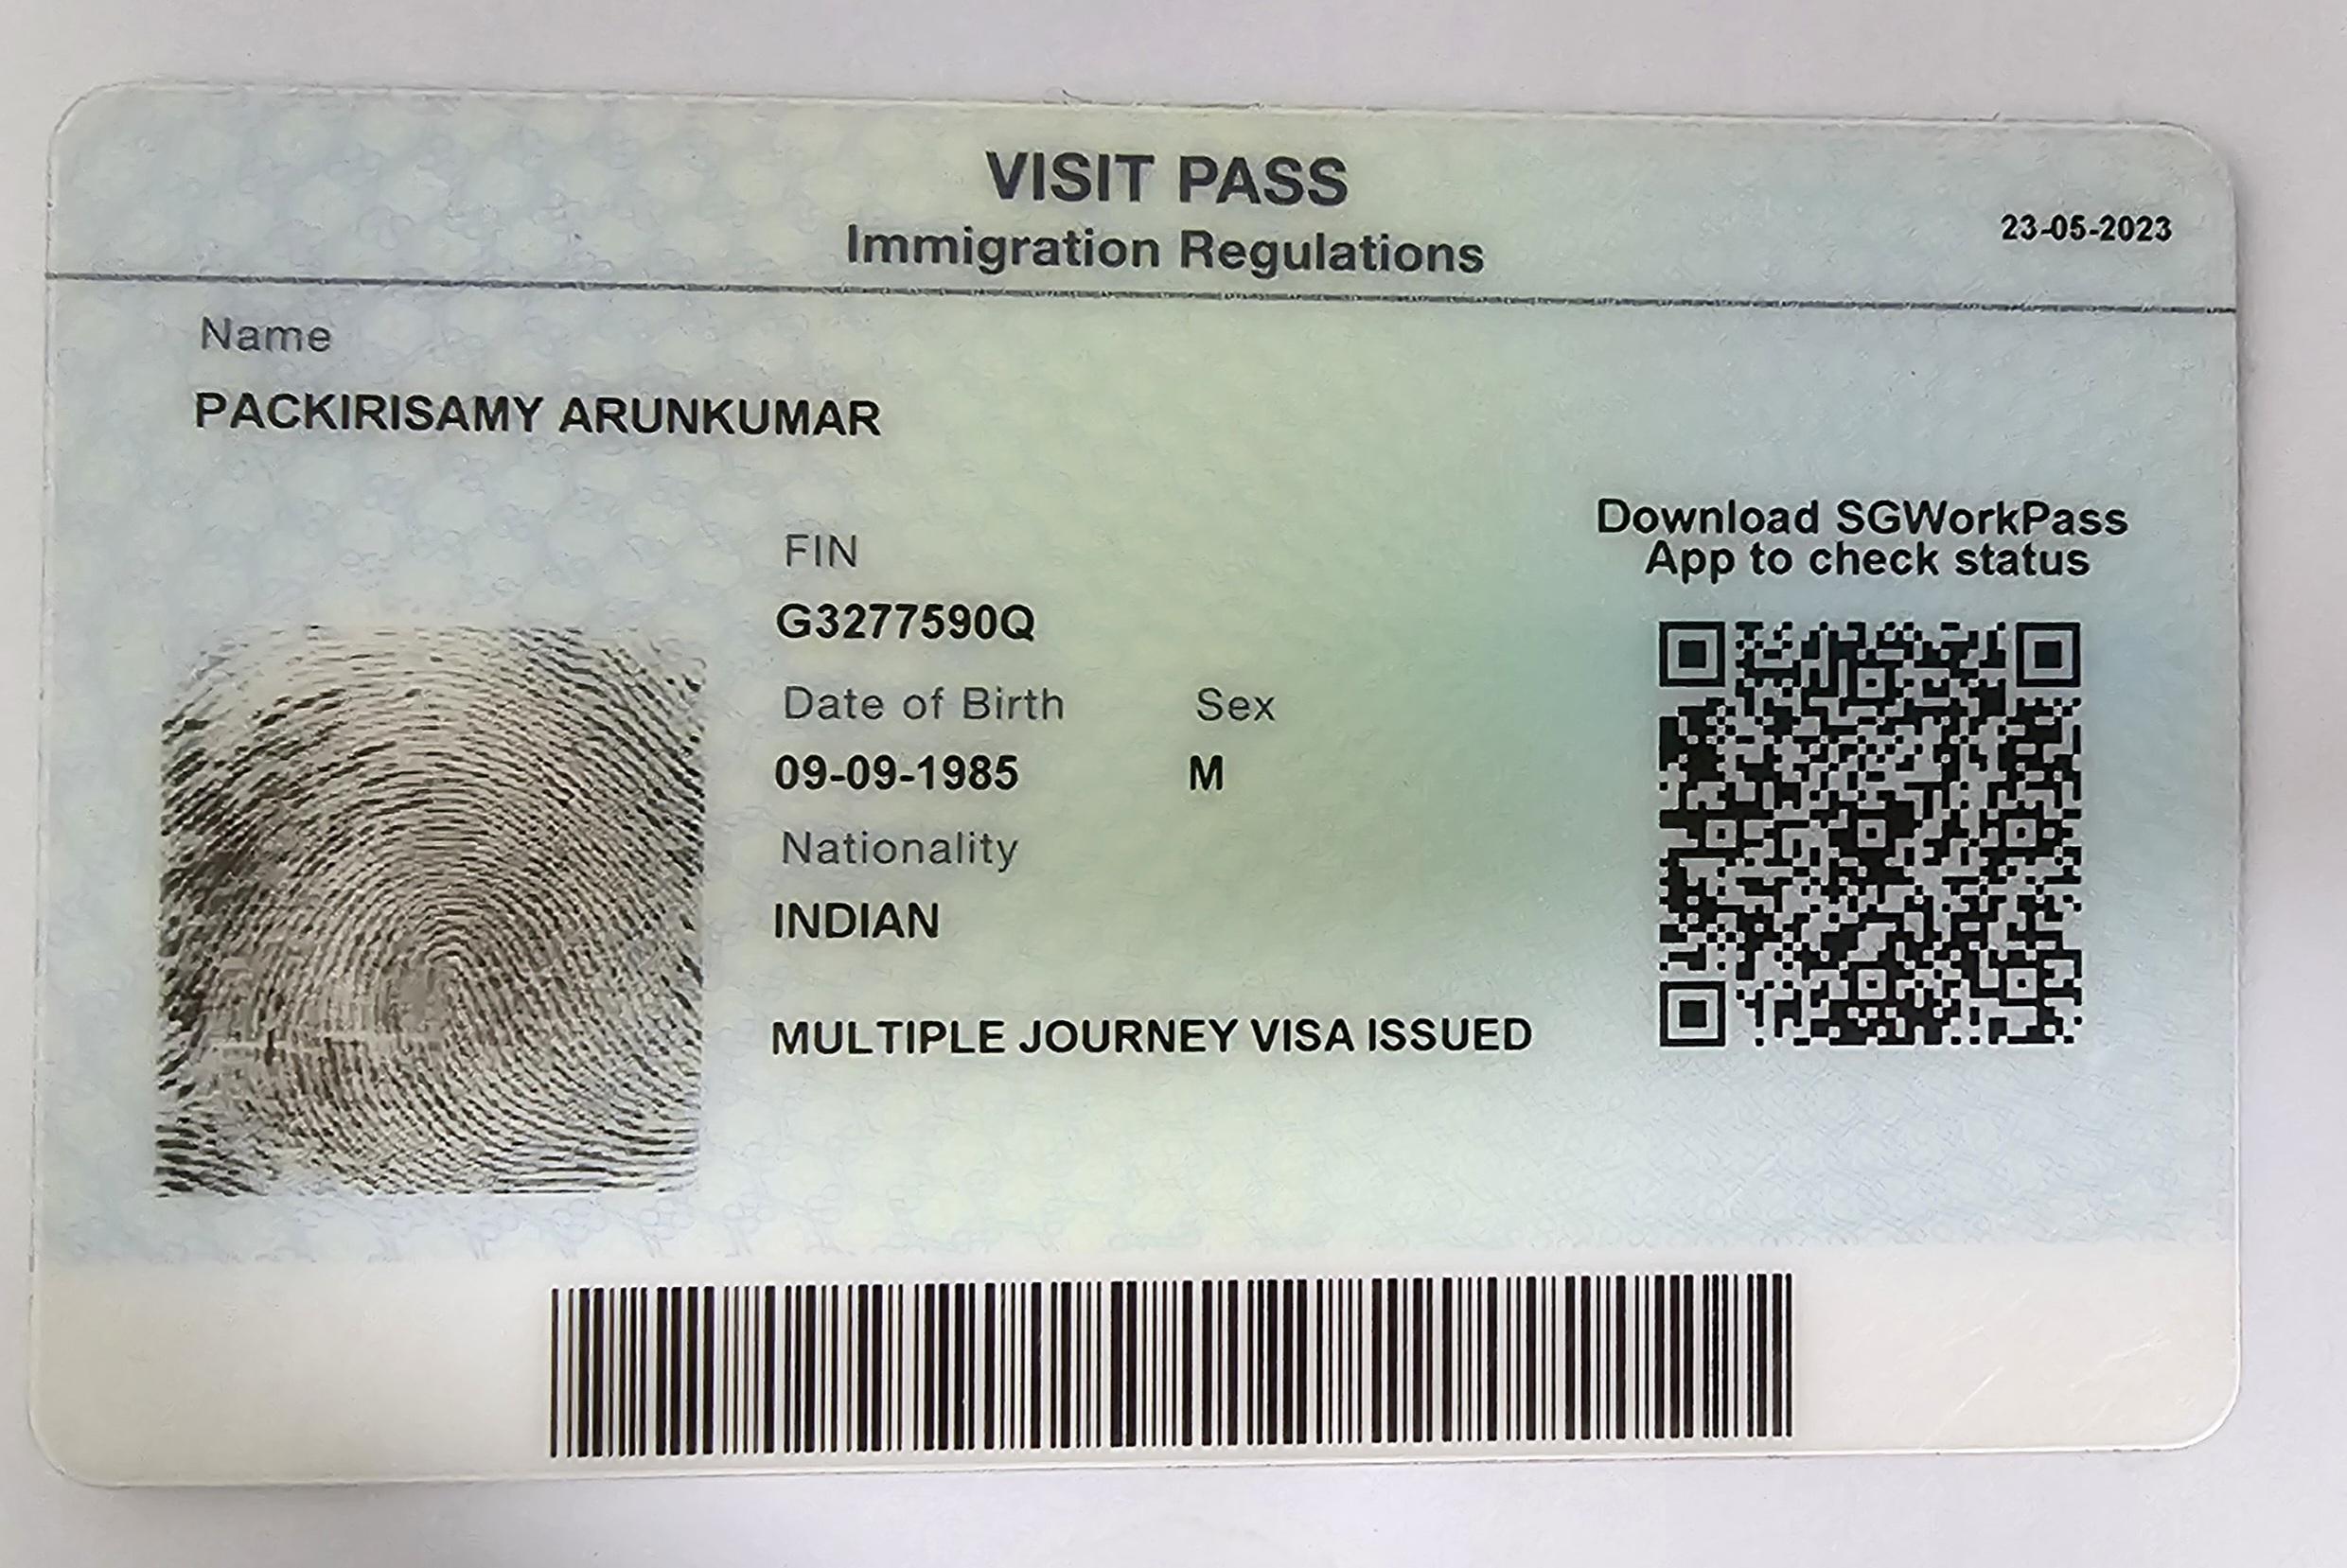 VISIT PASS
Immigration Regulations
23-05-2023
Name
PACKIRISAMY ARUNKUMAR
Download SGWorkPass
App to check status
FIN
G3277590Q
Date of Birth Sex
09-09-1985 M
Nationality
INDIAN
MULTIPLE JOURNEY VISA ISSUED